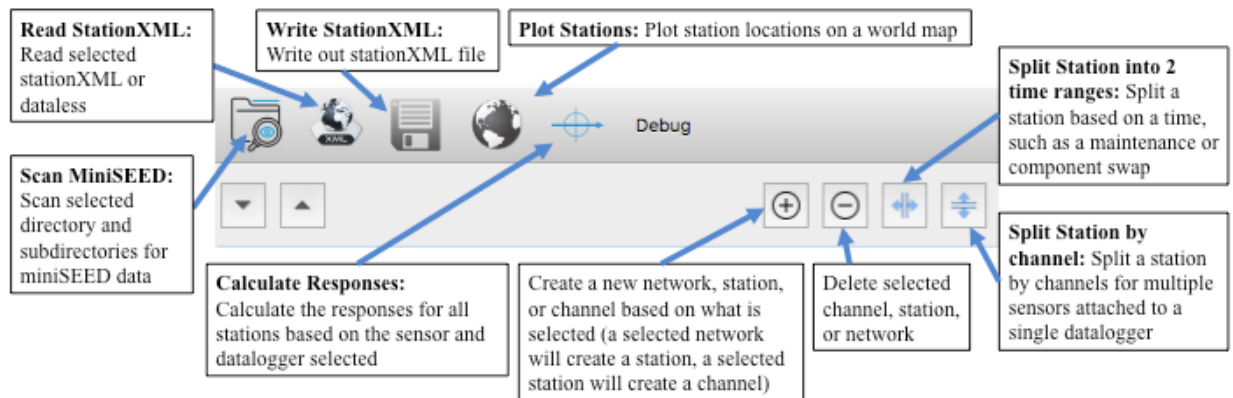 Read StationXML:
Read selected
stationXML or
dataless
Write StationXML:
Write out stationXML file
Plot Stations: Plot station locations on a world map
Split Station into 2
time ranges: Split a
station based on a time,
such as a maintenance or
component swap
XML
Debug
Scan MiniSEED:
Scan selected
directory and
subdirectories for
miniSEED data
Calculate Responses:
Calculate the responses for all
stations based on the sensor and
datalogger selected
Create a new network, station,
or channel based on what is
selected (a selected network
will create a station, a selected
station will create a channel)
Delete selected
channel, station,
or network
Split Station by
channel: Split a station
by channels for multiple
sensors attached to a
single datalogger